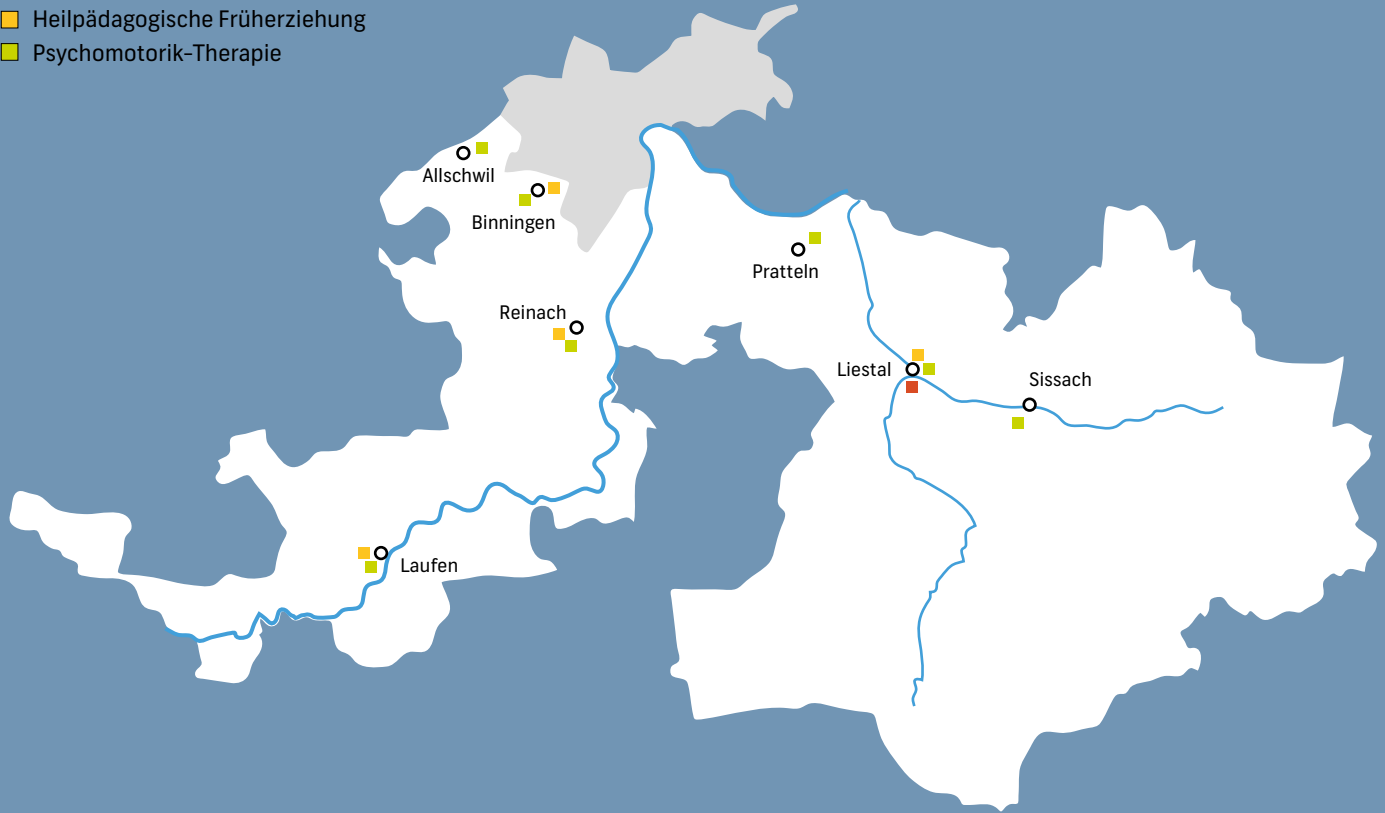 Heilpädagogische Früherziehung
Psychomotorik-Therapie
Allschwil
Binningen
Pratteln
Reinach
Liestal
Sissach
Laufen